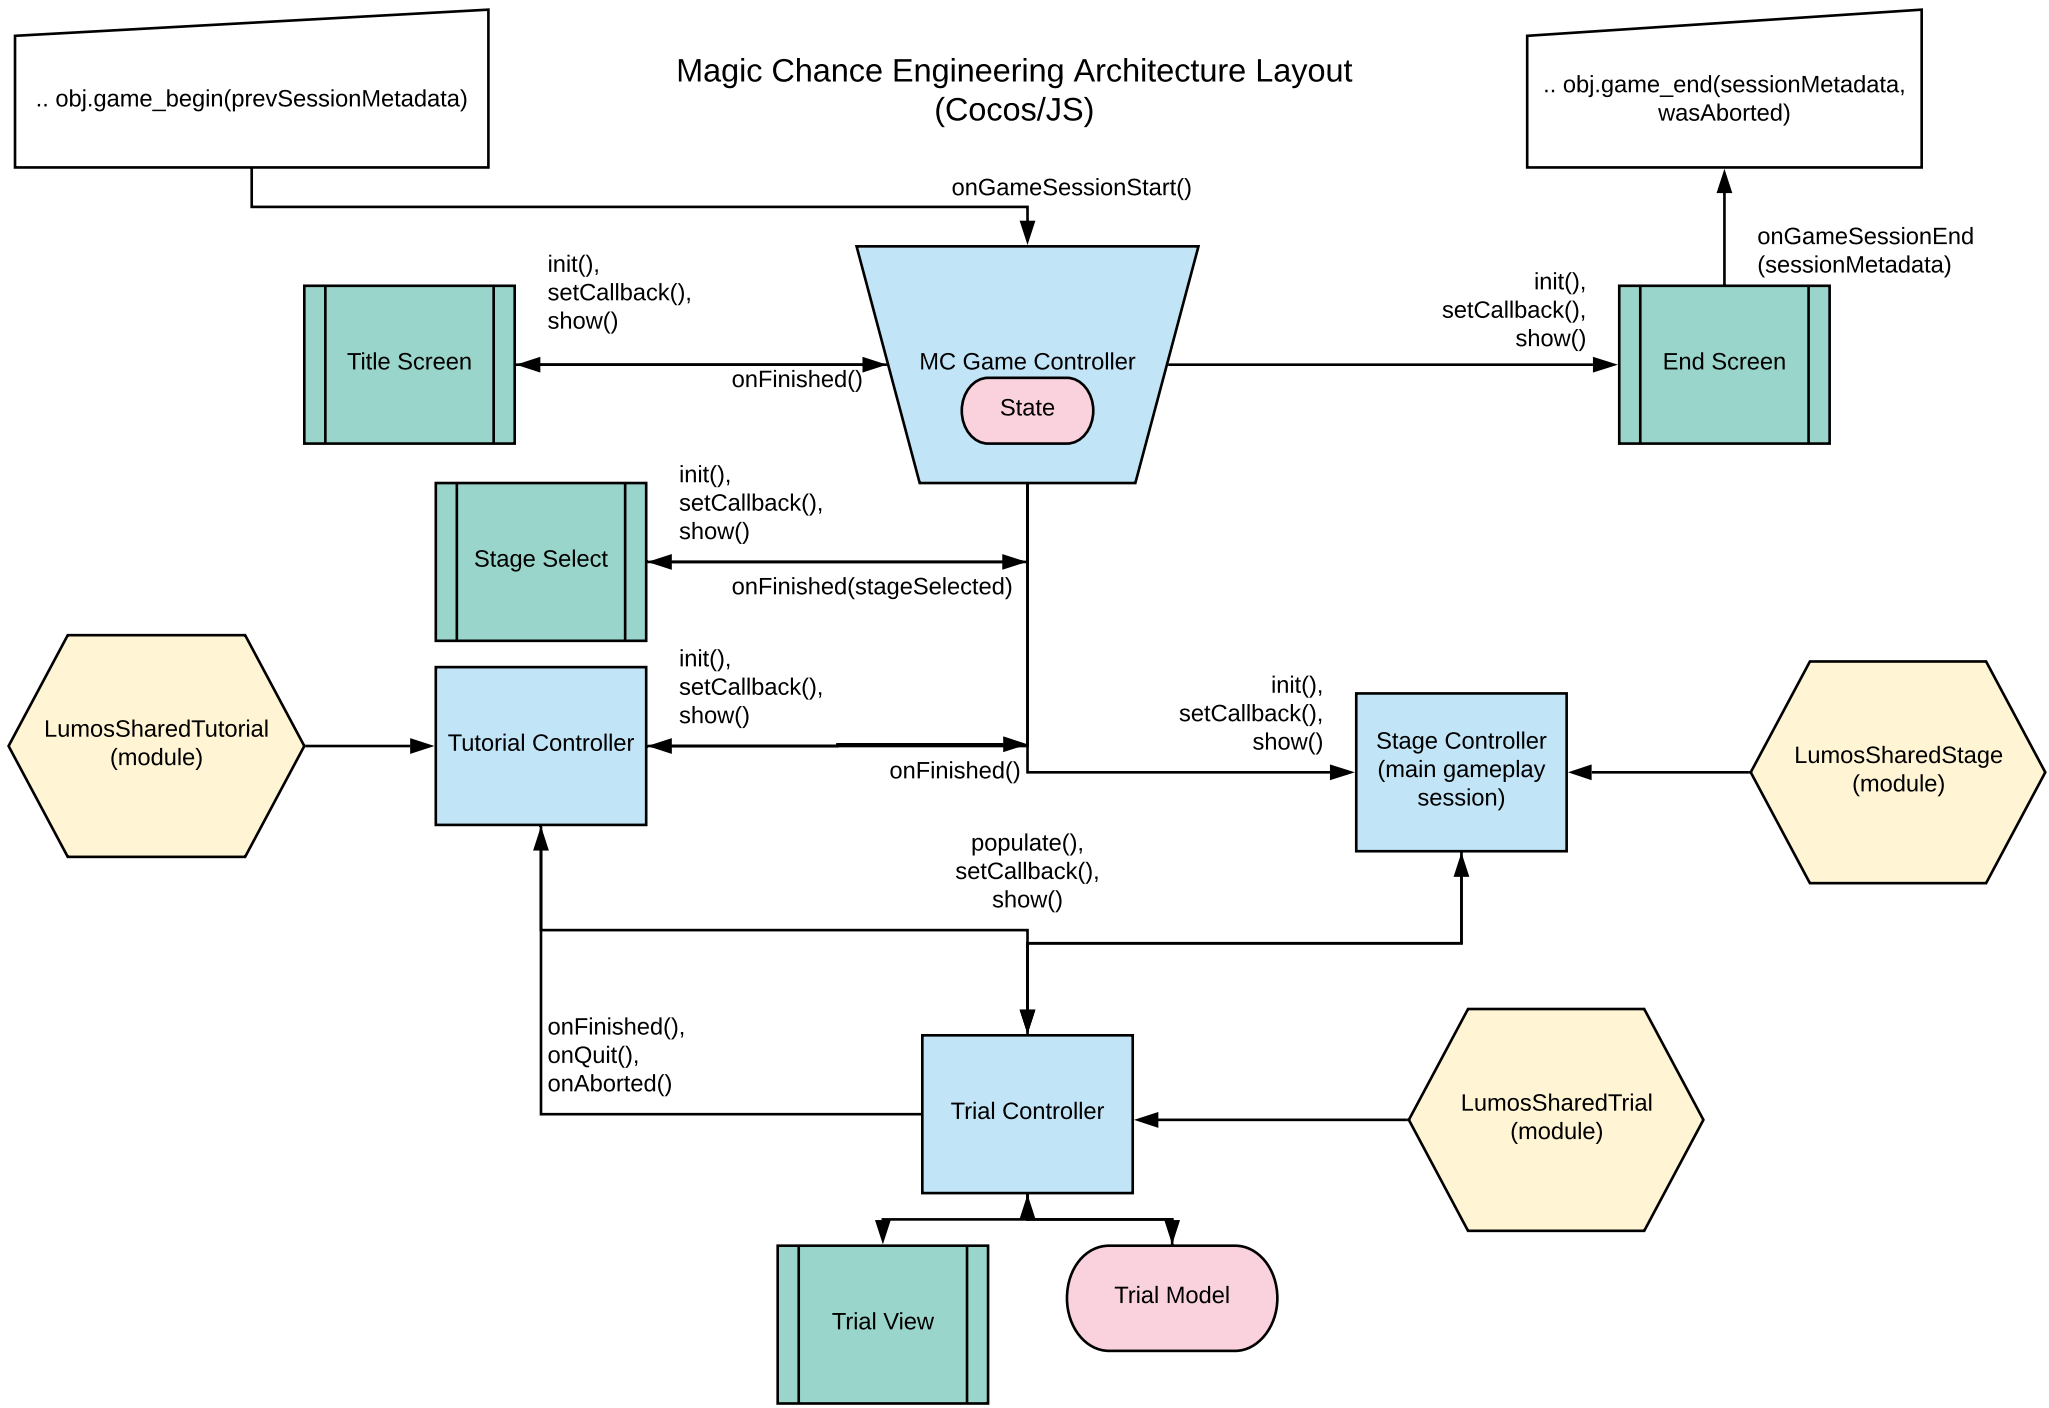 Magic Chance Engineering Architecture Layout
(Cocos/JS)
.. obj.game_begin(prevSessionMetadata)
.. obj.game_end(sessionMetadata,
wasAborted)
onGameSessionStart()
onGameSessionEnd
(sessionMetadata)
init(),
setCallback(),
show()
Title Screen
onFinished()
MC Game Controller
State
init(),
setCallback(),
show()
End Screen
init(),
setCallback(),
show()
Stage Select
onFinished(stageSelected)
LumosSharedTutorial
(module)
Tutorial Controller
init(),
setCallback(),
show()
onFinished()
init(),
setCallback(),
show()
Stage Controller
(main gameplay
session)
LumosSharedStage
(module)
populate(),
setCallback(),
show()
onFinished(),
onQuit(),
onAborted()
Trial Controller
LumosSharedTrial
(module)
Trial View
Trial Model